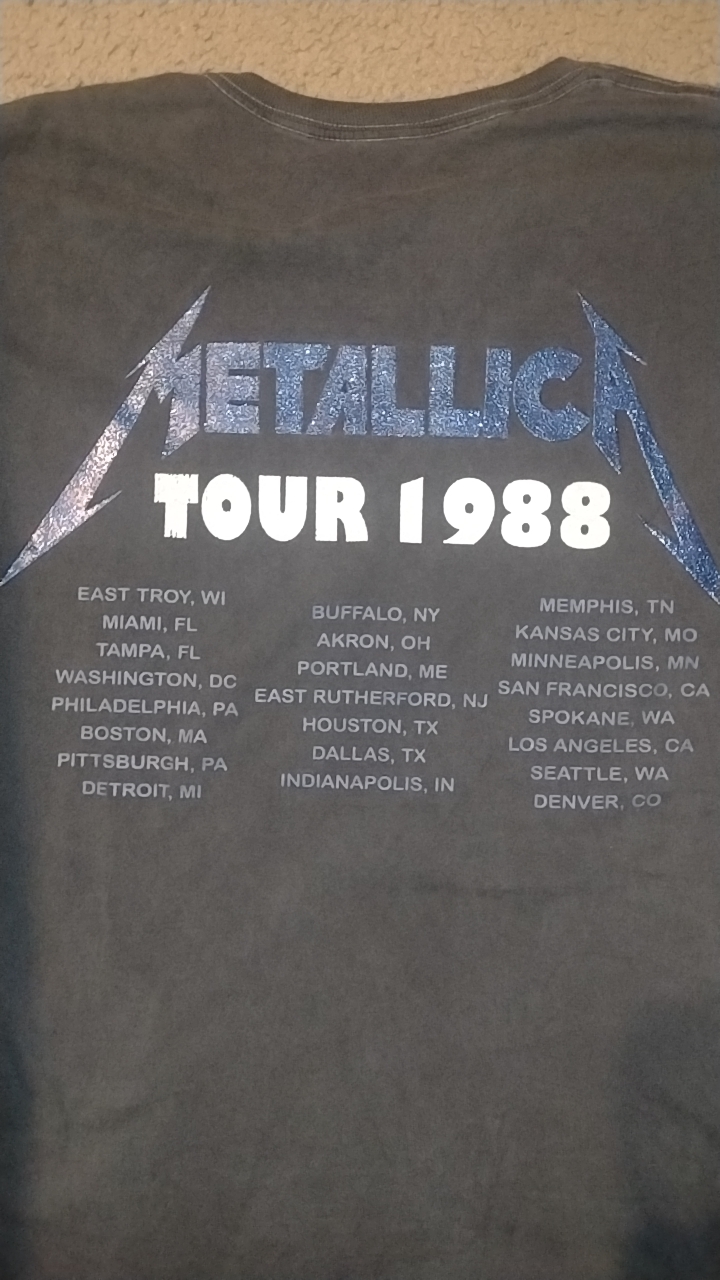 METALLICA
TOUR 1988
EAST TROY, WI
MIAMI, FL
TAMPA, FL
WASHINGTON, DC
PHILADELPHIA, PA
BOSTON, MA
PITTSBURGH, PA
DETROIT, MI
BUFFALO, NY
AKRON, OH
PORTLAND, ME
EAST RUTHERFORD, NJ
HOUSTON, TX
DALLAS, TX
INDIANAPOLIS, IN
MEMPHIS, TN
KANSAS CITY, MO
MINNEAPOLIS, MN
SAN FRANCISCO, CA
SPOKANE, WA
LOS ANGELES, CA
SEATTLE, WA
DENVER, CO